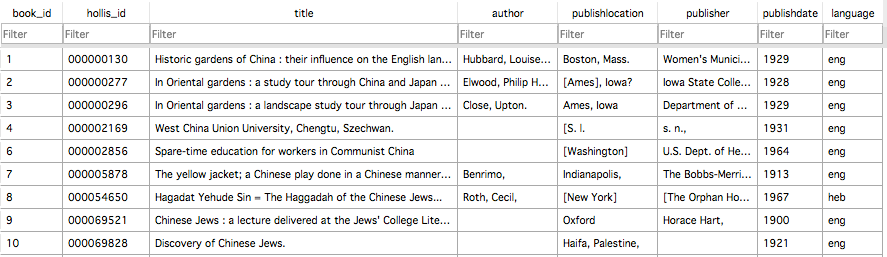 book_id hollis_id title author publishlocation publisher publishdate language
Filter Filter Filter Filter Filter Filter Filter Filter
1 000000130 Historic gardens of China : their influence on the English lan... Hubbard, Louise... Boston, Mass. Women's Munici... 1929 eng
2 000000277 In Oriental gardens : a study tour through China and Japan ... Elwood, Philip H... [Ames], Iowa? Iowa State Colle... 1928 eng
3 000000296 In Oriental gardens : a landscape study tour through Japan ... Close, Upton. Ames, Iowa Department of ... 1929 eng
4 000002169 West China Union University, Chengtu, Szechwan. [S. l. s. n., 1931 eng
6 000002856 Spare-time education for workers in Communist China [Washington] U.S. Dept. of He... 1964 eng
7 000005878 The yellow jacket; a Chinese play done in a Chinese manner... Benrimo, Indianapolis, The Bobbs-Merri... 1913 eng
8 000054650 Hagadat Yehude Sin = The Haggadah of the Chinese Jews... Roth, Cecil, [New York] [The Orphan Ho... 1967 heb
9 000069521 Chinese Jews : a lecture delivered at the Jews' College Lite... Oxford Horace Hart, 1900 eng
10 000069828 Discovery of Chinese Jews. Haifa, Palestine, 1921 eng